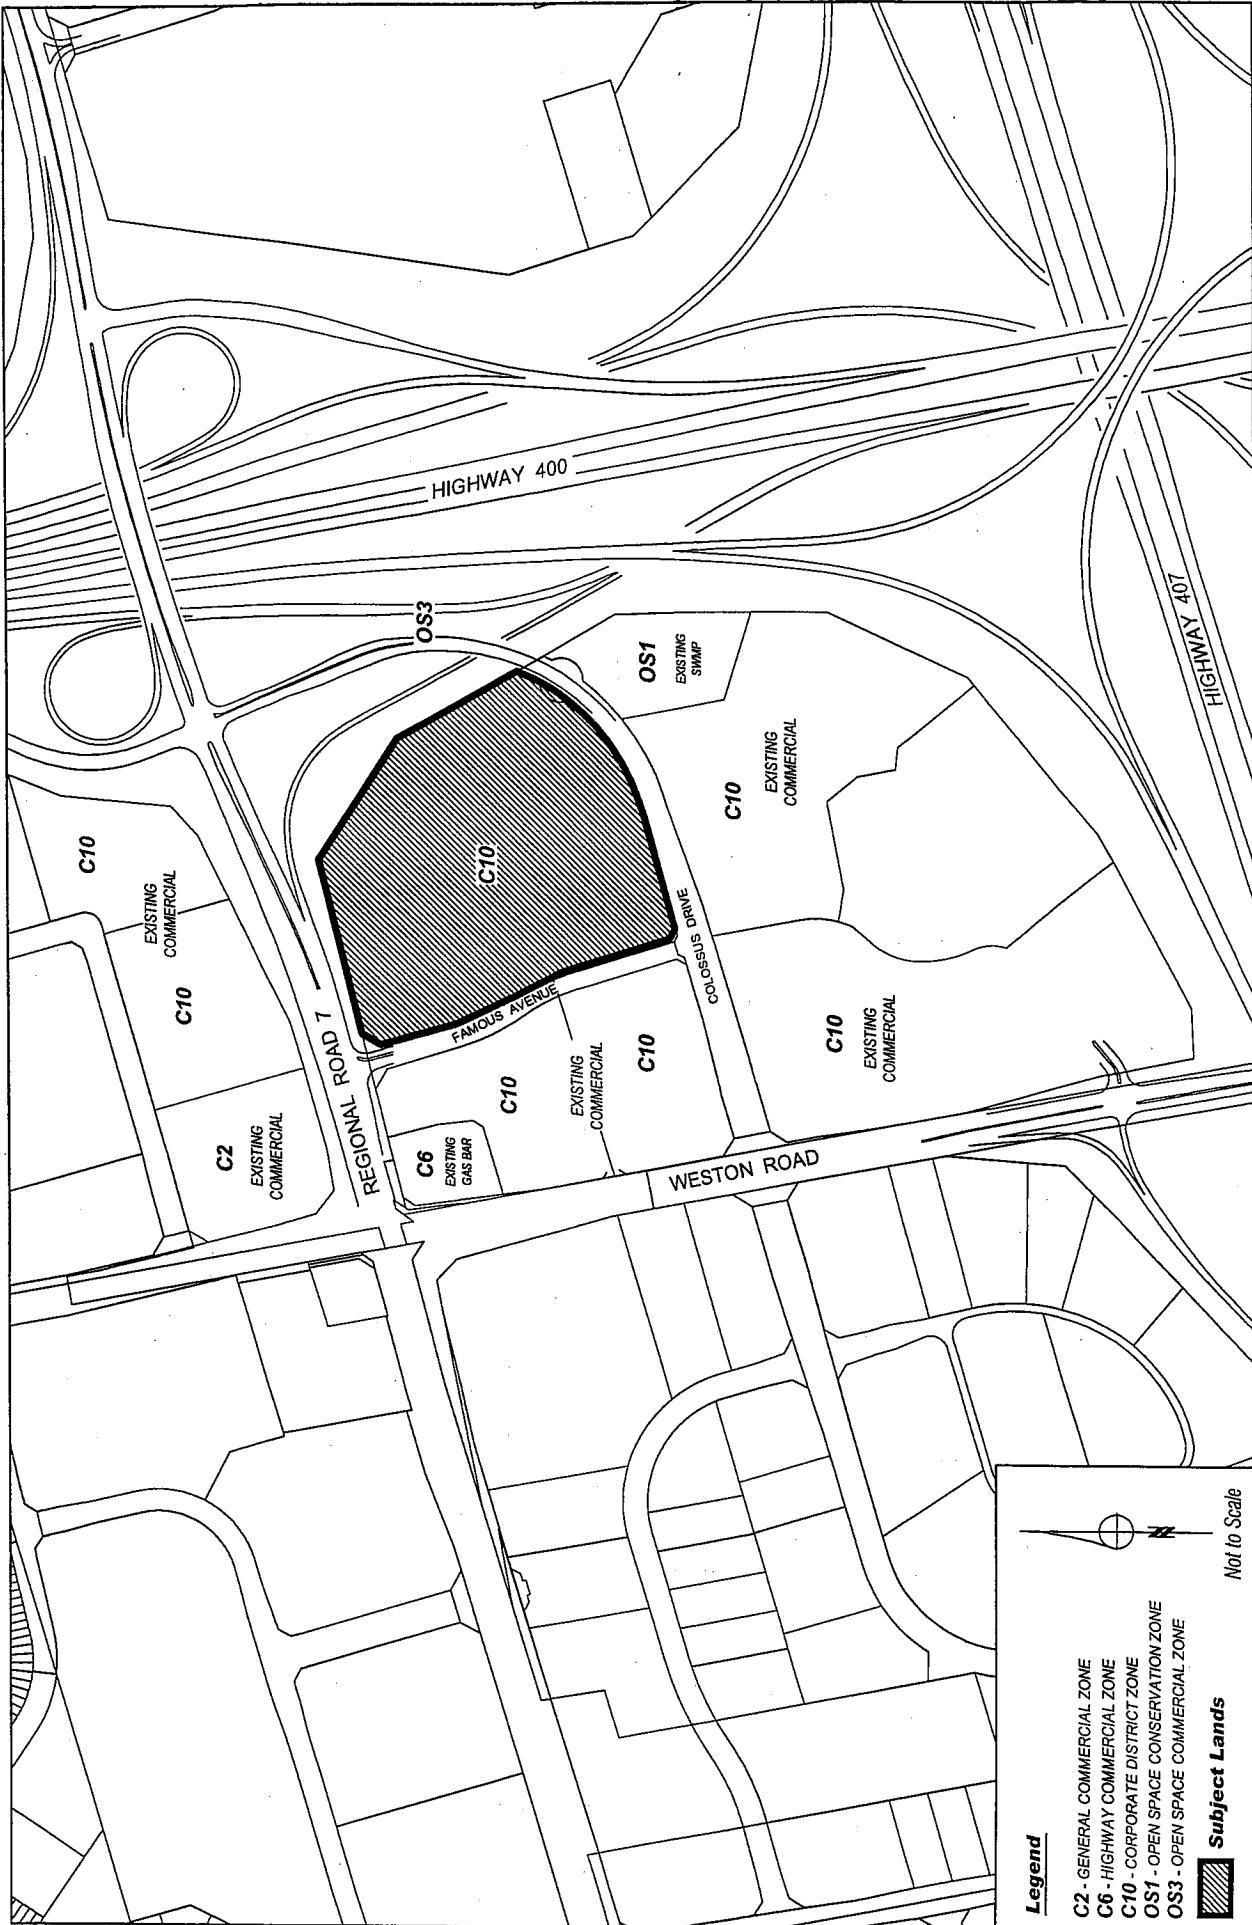 C10
EXISTING
COMMERCIAL
C10
C2
EXISTING
COMMERCIAL
REGIONAL ROAD 7
C6
EXISTING
GAS BAR
C10
EXISTING
COMMERCIAL
C10
FAMOUS AVENUE
C10
COLOSSUS DRIVE
WESTON ROAD
OS3
HIGHWAY 400
OS1
EXISTING
SWMP
C10
EXISTING
COMMERCIAL
C10
EXISTING
COMMERCIAL
HIGHWAY 407
Legend
C2 - GENERAL COMMERCIAL ZONE
C6 - HIGHWAY COMMERCIAL ZONE
C10 - CORPORATE DISTRICT ZONE
OS1 - OPEN SPACE CONSERVATION ZONE
OS3 - OPEN SPACE COMMERCIAL ZONE
Subject Lands
N
Not to Scale